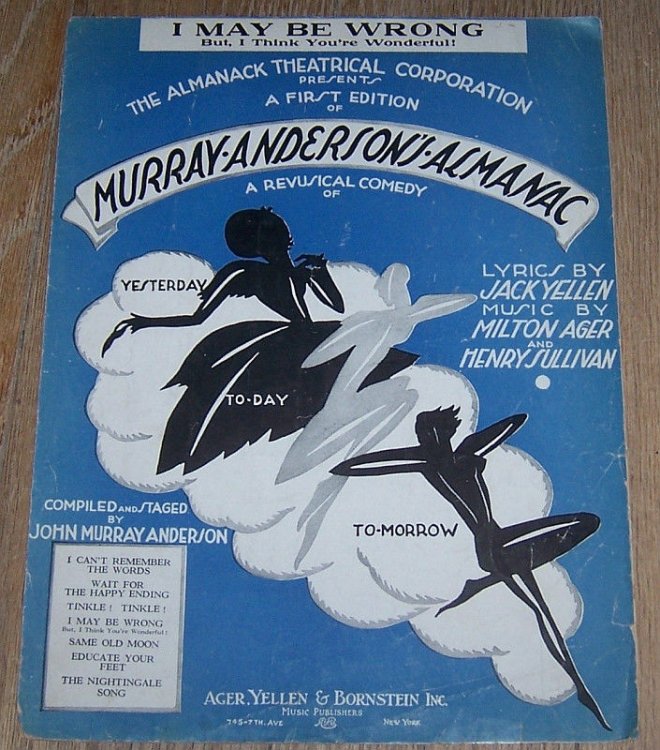 I MAY BE WRONG
But, I Think You're Wonderful!
THE ALMANACK THEATRICAL CORPORATION
PRESENTS
A FIRST EDITION
OF
MURRAY·ANDERSON'S·ALMANAC
A REVUSICAL COMEDY
OF
YESTERDAY
TO-DAY
TO-MORROW
LYRICS BY
JACK YELLEN
MUSIC BY
MILTON AGER
AND
HENRY SULLIVAN
COMPILED AND STAGED
BY
JOHN MURRAY ANDERSON
I CAN'T REMEMBER
THE WORDS
WAIT FOR
THE HAPPY ENDING
TINKLE! TINKLE!
I MAY BE WRONG
But, I Think You're Wonderful!
SAME OLD MOON
EDUCATE YOUR
FEET
THE NIGHTINGALE
SONG
AGER, YELLEN & BORNSTEIN INC.
MUSIC PUBLISHERS
745-7TH. AVE NEW YORK